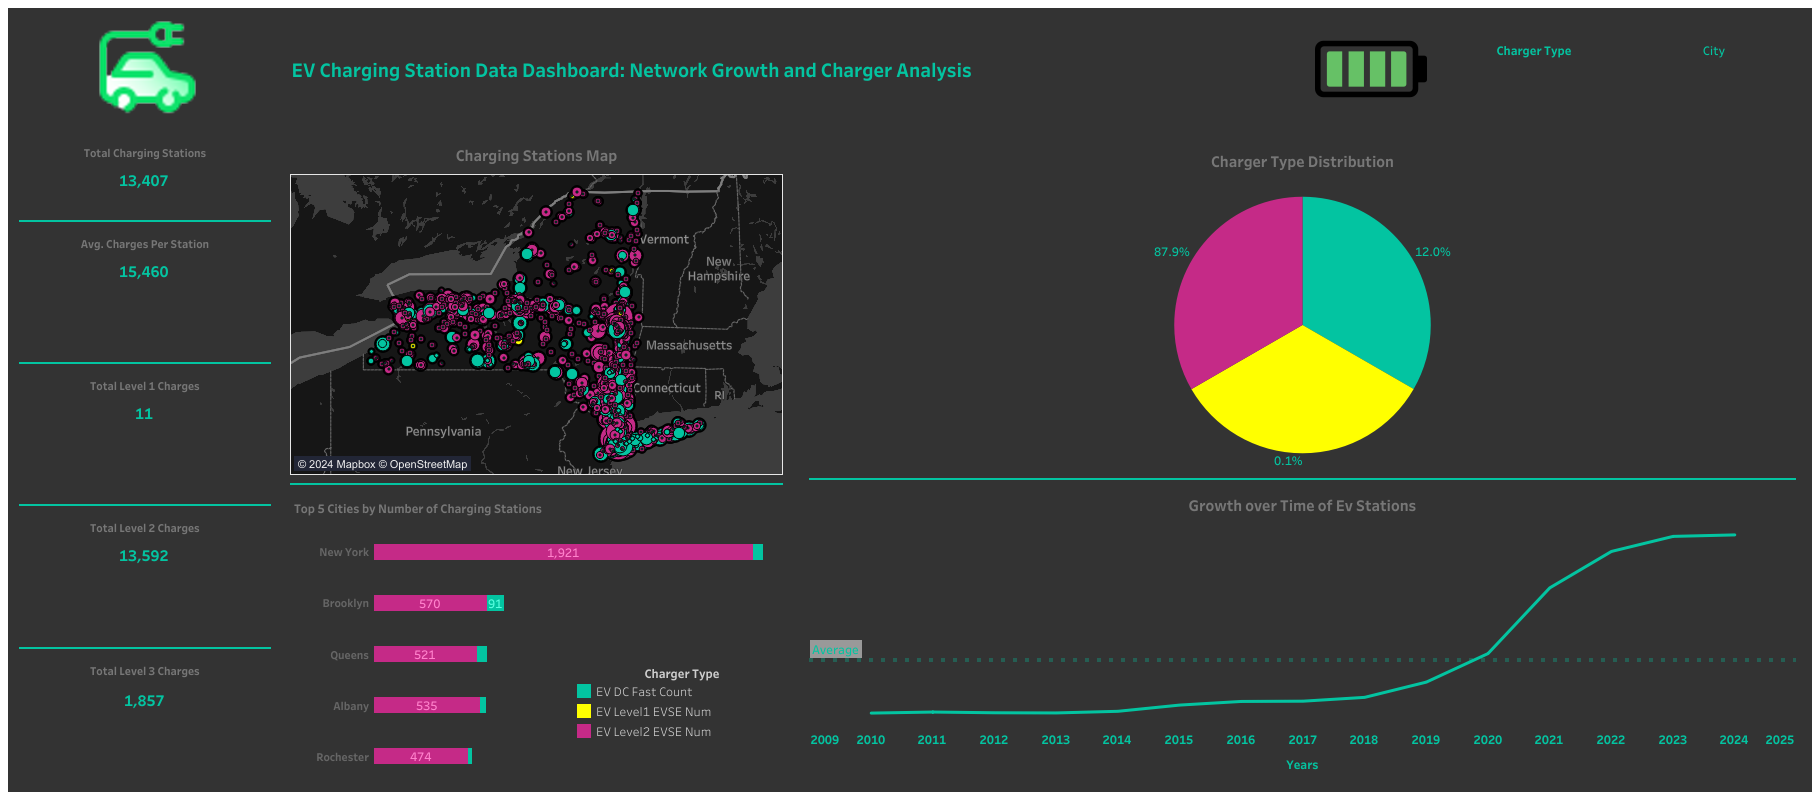 EV Charging Station Data Dashboard: Network Growth and Charger Analysis
Charger Type
City
Total Charging Stations
13,407
Avg. Charges Per Station
15,460
Total Level 1 Charges
11
Total Level 2 Charges
13,592
Total Level 3 Charges
1,857
Charging Stations Map
Vermont
New
Hampshire
Massachusetts
Connecticut
RI
Pennsylvania
New Jersey
© 2024 Mapbox © OpenStreetMap
Charger Type Distribution
87.9%
12.0%
0.1%
Top 5 Cities by Number of Charging Stations
New York
1,921
Brooklyn
570
91
Queens
521
Albany
535
Rochester
474
Charger Type
EV DC Fast Count
EV Level1 EVSE Num
EV Level2 EVSE Num
Growth over Time of Ev Stations
Average
2009 2010 2011 2012 2013 2014 2015 2016 2017 2018 2019 2020 2021 2022 2023 2024 2025
Years